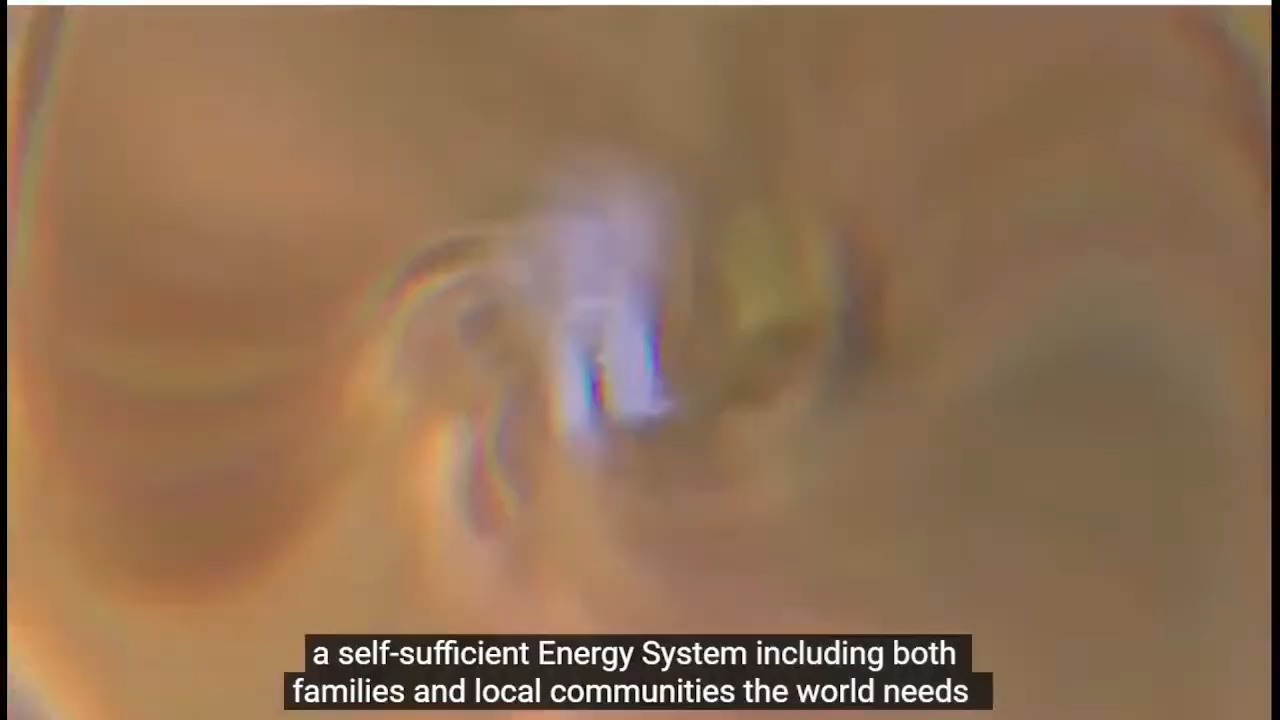 a self-sufficient Energy System including both
families and local communities the world needs